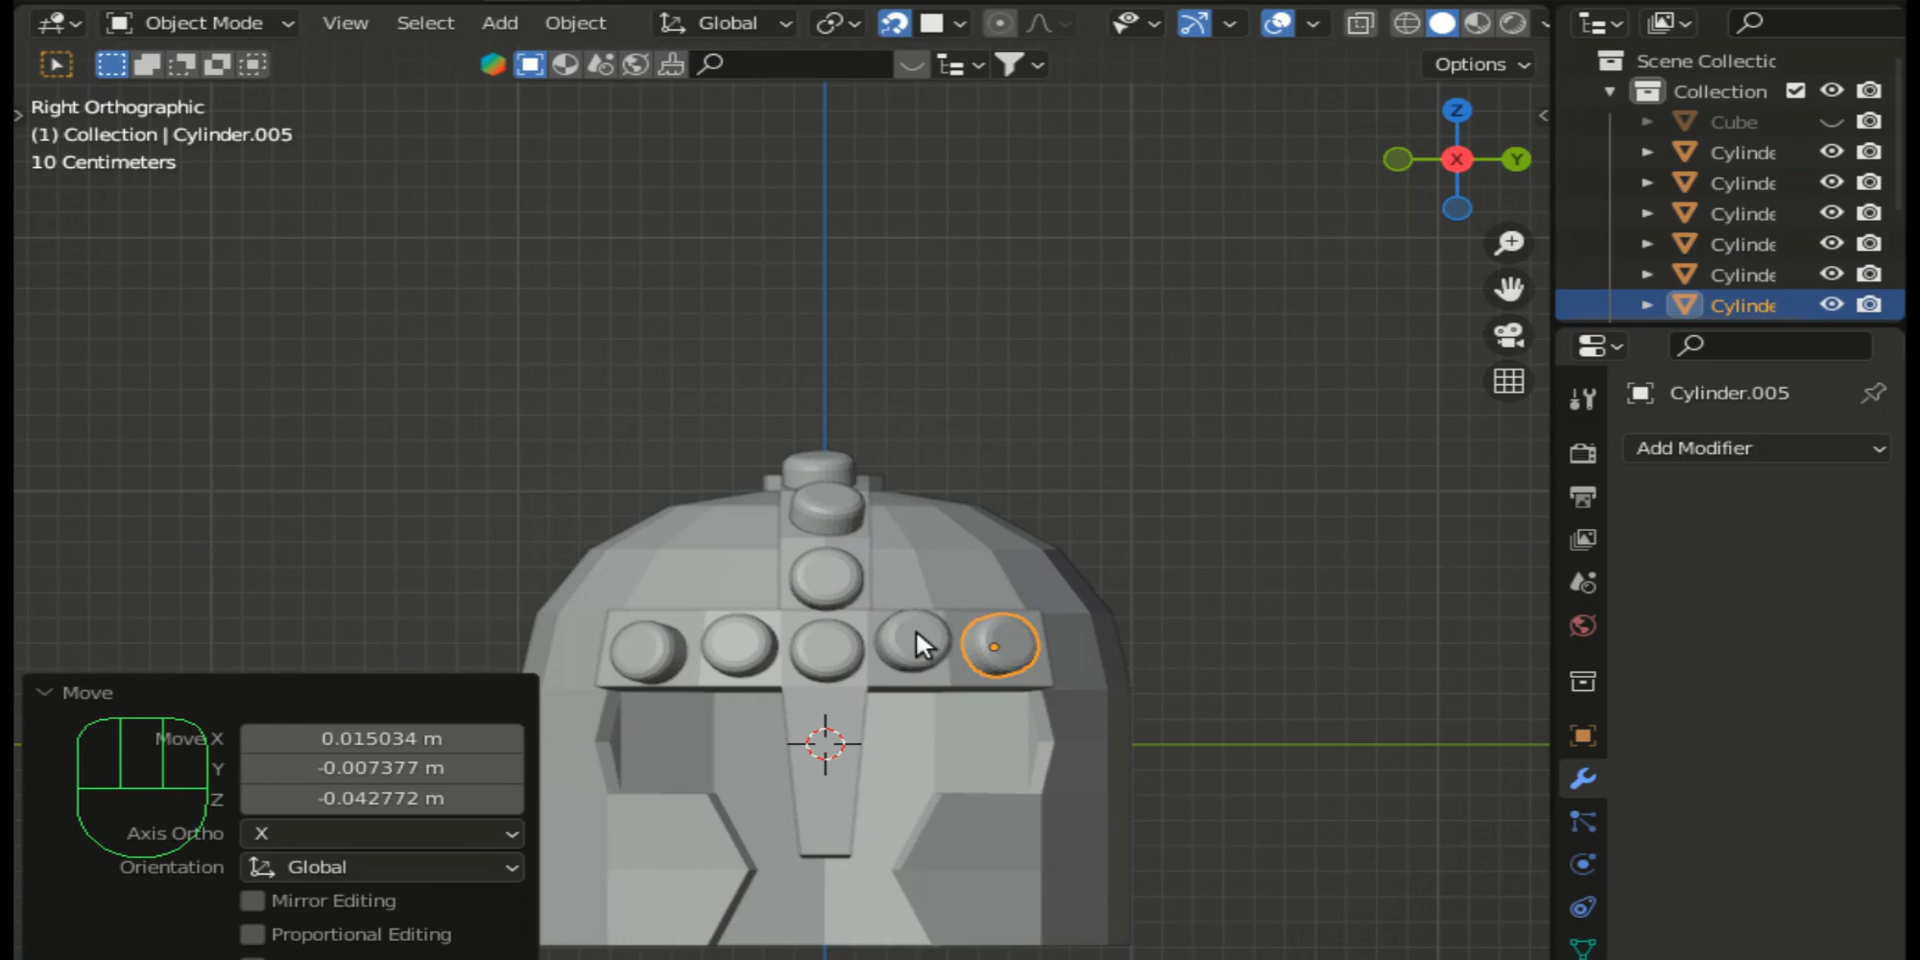 Object Mode View Select Add Object Global
Options
Right Orthographic
(1) Collection | Cylinder.005
10 Centimeters
Z
X
Y
Scene Collectic
Collection
Cube
Cylinde
Cylinde
Cylinde
Cylinde
Cylinde
Cylinde
Cylinder.005
Add Modifier
Move
Move X 0.015034 m
Y -0.007377 m
Z -0.042772 m
Axis Ortho X
Orientation Global
Mirror Editing
Proportional Editing